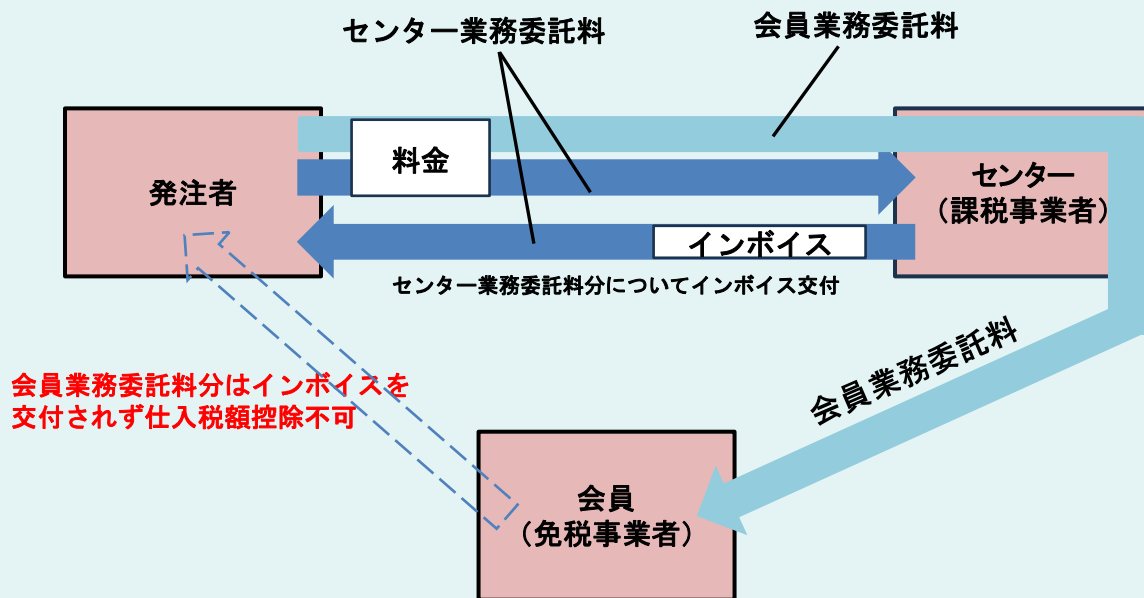 センター業務委託料
会員業務委託料
発注者
料金
センター
（課税事業者）
インボイス
センター業務委託料分についてインボイス交付
会員業務委託料
会員業務委託料分はインボイスを
交付されず仕入税額控除不可
会員
（免税事業者）